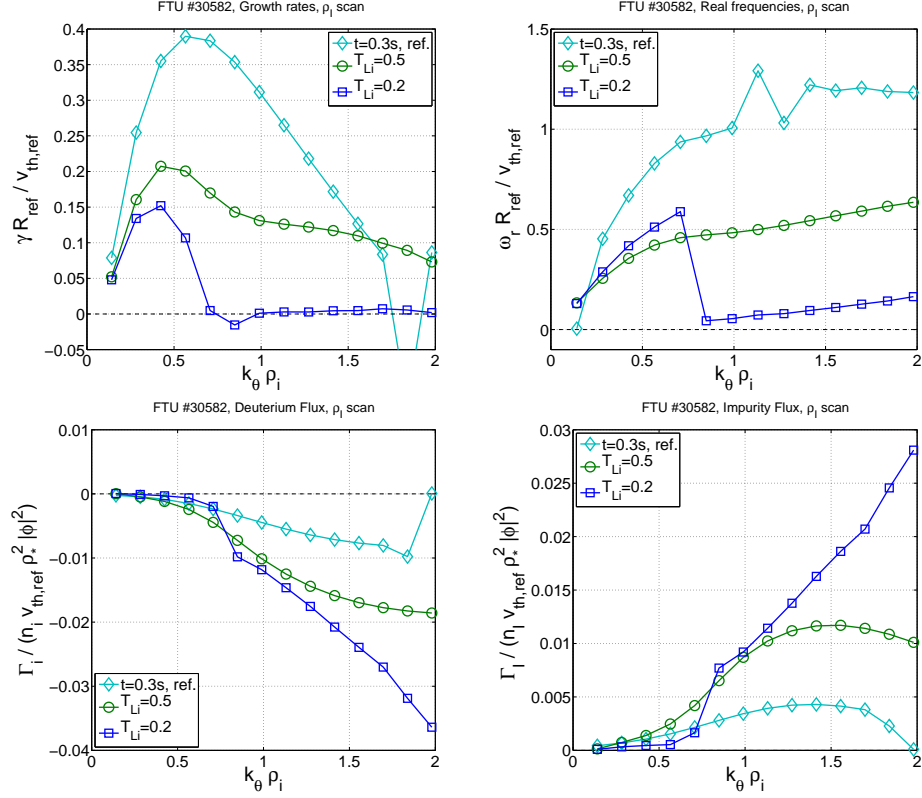 FTU #30582, Growth rates, ρ_I scan
γ R_ref / v_th,ref
0.4
0.35
0.3
0.25
0.2
0.15
0.1
0.05
0
−0.05
t=0.3s, ref.
T_Li=0.5
T_Li=0.2
0
0.5
1
1.5
2
k_θ ρ_i
FTU #30582, Real frequencies, ρ_I scan
ω_r R_ref / v_th,ref
1
0.5
0
t=0.3s, ref.
T_Li=0.5
T_Li=0.2
0
0.5
1
1.5
2
k_θ ρ_i
FTU #30582, Deuterium Flux, ρ_I scan
Γ_i / (n_i v_th,ref ρ_*^2 |ϕ|^2)
0.01
0
−0.01
−0.02
−0.03
−0.04
t=0.3s, ref.
T_Li=0.5
T_Li=0.2
0
0.5
1
1.5
2
k_θ ρ_i
FTU #30582, Impurity Flux, ρ_I scan
Γ_I / (n_I v_th,ref ρ_*^2 |ϕ|^2)
0.03
0.025
0.02
0.015
0.01
0.005
0
t=0.3s, ref.
T_Li=0.5
T_Li=0.2
0
0.5
1
1.5
2
k_θ ρ_i